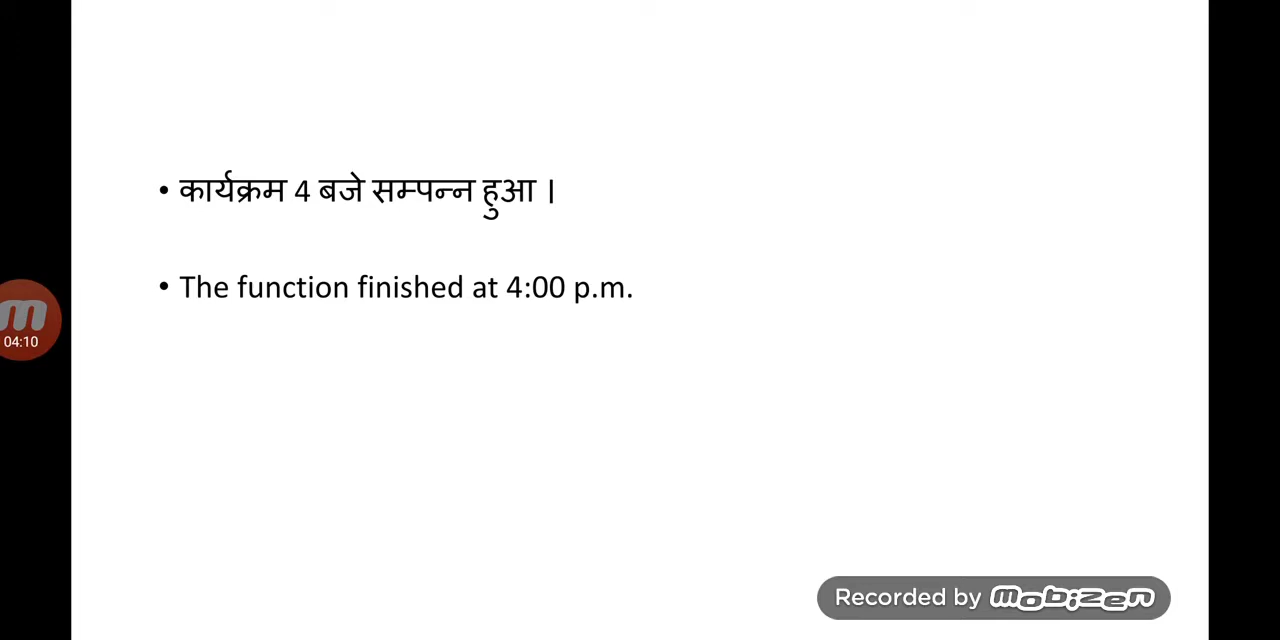 • कार्यक्रम 4 बजे सम्पन्न हुआ ।
• The function finished at 4:00 p.m.
m
04:10
Recorded by mobizen